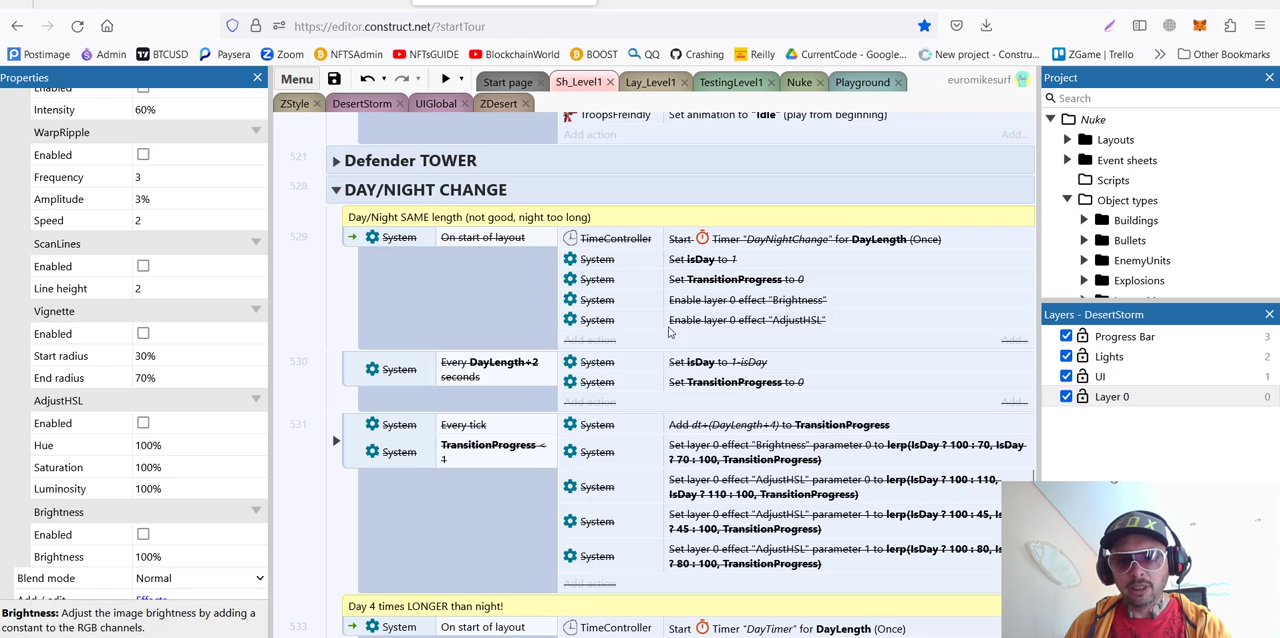 https://editor.construct.net/?startTour
Postimage Admin BTCUSD Paysera Zoom NFTSAdmin NFTsGUIDE BlockchainWorld BOOST QQ Crashing Reilly CurrentCode - Google... New project - Constru... ZGame | Trello Other Bookmarks
Properties
Menu
Start page Sh_Level1 Lay_Level1 TestingLevel1 Nuke Playground
euromikesurf
ZStyle DesertStorm UIGlobal ZDesert
Enabled
Intensity 60%
WarpRipple
Enabled
Frequency 3
Amplitude 3%
Speed 2
ScanLines
Enabled
Line height 2
Vignette
Enabled
Start radius 30%
End radius 70%
AdjustHSL
Enabled
Hue 100%
Saturation 100%
Luminosity 100%
Brightness
Enabled
Brightness 100%
Blend mode Normal
Brightness: Adjust the image brightness by adding a
constant to the RGB channels.
TroopsFreindly Set animation to "Idle" (play from beginning)
Add action Add...
521 Defender TOWER
528 DAY/NIGHT CHANGE
Day/Night SAME length (not good, night too long)
529 System On start of layout TimeController Start Timer "DayNightChange" for DayLength (Once)
System Set isDay to 1
System Set TransitionProgress to 0
System Enable layer 0 effect "Brightness"
System Enable layer 0 effect "AdjustHSL"
Add action Add...
530 System Every DayLength+2
seconds
System Set isDay to 1-isDay
System Set TransitionProgress to 0
Add action Add...
531 System Every tick System Add dt÷(DayLength÷4) to TransitionProgress
System TransitionProgress <
1
System Set layer 0 effect "Brightness" parameter 0 to lerp(IsDay ? 100 : 70, IsDay
? 70 : 100, TransitionProgress)
System Set layer 0 effect "AdjustHSL" parameter 0 to lerp(IsDay ? 100 : 110,
IsDay ? 110 : 100, TransitionProgress)
System Set layer 0 effect "AdjustHSL" parameter 1 to lerp(IsDay ? 100 : 45,
? 45 : 100, TransitionProgress)
System Set layer 0 effect "AdjustHSL" parameter 1 to lerp(IsDay ? 100 : 80,
? 80 : 100, TransitionProgress)
Add action
Day 4 times LONGER than night!
533 System On start of layout TimeController Start Timer "DayTimer" for DayLength (Once)
Project
Search
Nuke
Layouts
Event sheets
Scripts
Object types
Buildings
Bullets
EnemyUnits
Explosions
Layers - DesertStorm
Progress Bar 3
Lights 2
UI 1
Layer 0 0
FOX